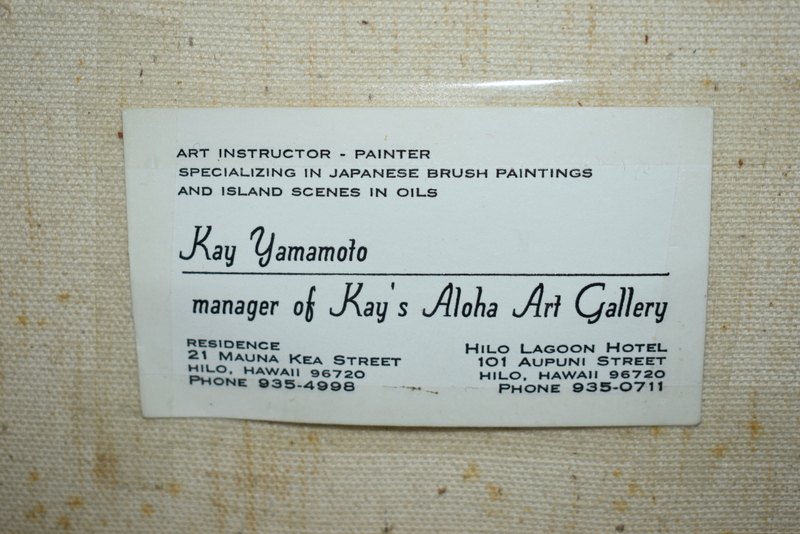 ART INSTRUCTOR - PAINTER
SPECIALIZING IN JAPANESE BRUSH PAINTINGS
AND ISLAND SCENES IN OILS
Kay Yamamoto
manager of Kay's Aloha Art Gallery
RESIDENCE
21 MAUNA KEA STREET
HILO, HAWAII 96720
PHONE 935-4998
HILO LAGOON HOTEL
101 AUPUNI STREET
HILO, HAWAII 96720
PHONE 935-0711